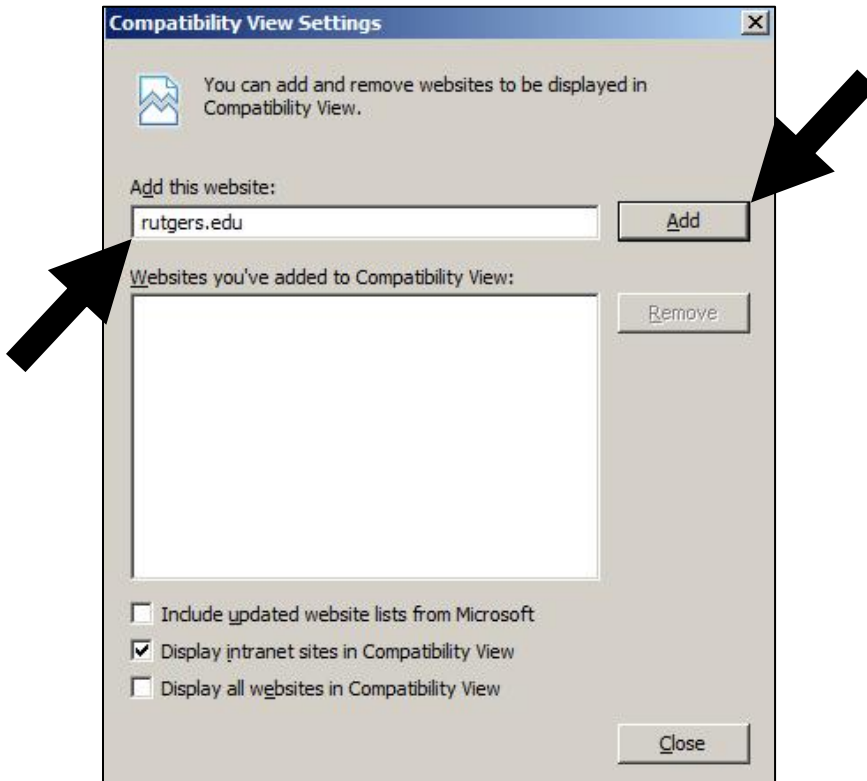 Compatibility View Settings
You can add and remove websites to be displayed in
Compatibility View.
Add this website:
rutgers.edu
Add
Websites you've added to Compatibility View:
Remove
Include updated website lists from Microsoft
Display intranet sites in Compatibility View
Display all websites in Compatibility View
Close